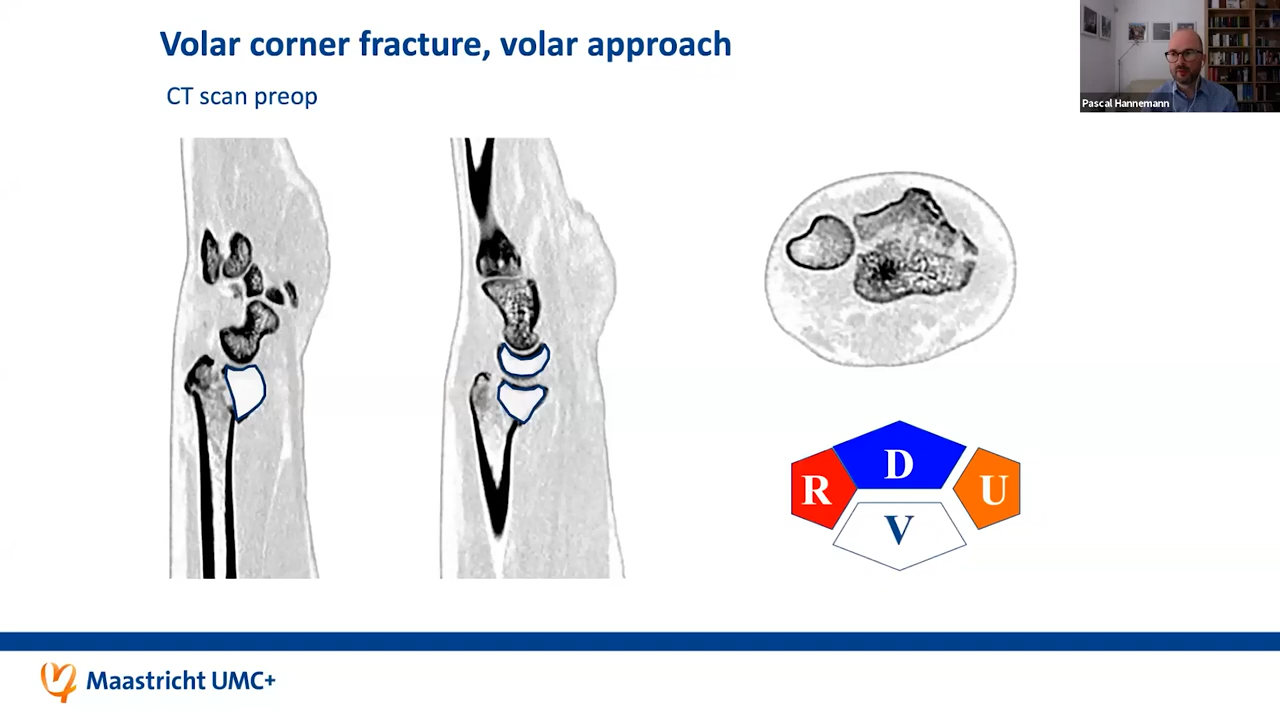 Volar corner fracture, volar approach
CT scan preop
Pascal Hannemann
R
D
U
V
Maastricht UMC+